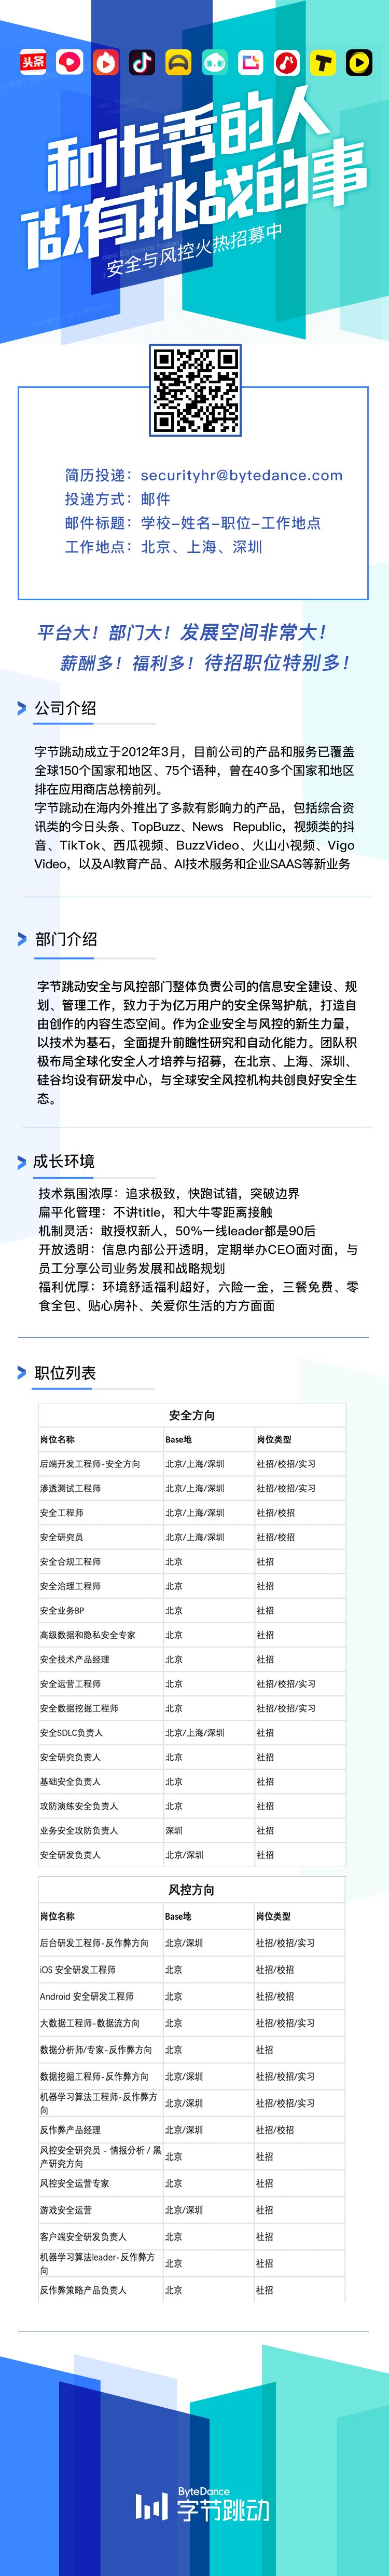 头条
和优秀的人
做有挑战的事
安全与风控火热招募中
简历投递：securityhr@bytedance.com
投递方式：邮件
邮件标题：学校-姓名-职位-工作地点
工作地点：北京、上海、深圳
平台大！部门大！发展空间非常大！
薪酬多！福利多！待招职位特别多！
公司介绍
字节跳动成立于2012年3月，目前公司的产品和服务已覆盖
全球150个国家和地区、75个语种，曾在40多个国家和地区
排在应用商店总榜前列。
字节跳动在海内外推出了多款有影响力的产品，包括综合资
讯类的今日头条、TopBuzz、News Republic，视频类的抖
音、TikTok、西瓜视频、BuzzVideo、火山小视频、Vigo
Video，以及AI教育产品、AI技术服务和企业SAAS等新业务
部门介绍
字节跳动安全与风控部门整体负责公司的信息安全建设、规
划、管理工作，致力于为亿万用户的安全保驾护航，打造自
由创作的内容生态空间。作为企业安全与风控的新生力量，
以技术为基石，全面提升前瞻性研究和自动化能力。团队积
极布局全球化安全人才培养与招募，在北京、上海、深圳、
硅谷均设有研发中心，与全球安全风控机构共创良好安全生
态。
成长环境
技术氛围浓厚：追求极致，快跑试错，突破边界
扁平化管理：不讲title，和大牛零距离接触
机制灵活：敢授权新人，50%一线leader都是90后
开放透明：信息内部公开透明，定期举办CEO面对面，与
员工分享公司业务发展和战略规划
福利优厚：环境舒适福利超好，六险一金，三餐免费、零
食全包、贴心房补、关爱你生活的方方面面
职位列表
安全方向
岗位名称 Base地 岗位类型
后端开发工程师-安全方向 北京/上海/深圳 社招/校招/实习
渗透测试工程师 北京/上海/深圳 社招/校招/实习
安全工程师 北京/上海/深圳 社招/校招
安全研究员 北京/上海/深圳 社招/校招
安全合规工程师 北京 社招
安全治理工程师 北京 社招
安全业务BP 北京 社招
高级数据和隐私安全专家 北京 社招
安全技术产品经理 北京 社招
安全运营工程师 北京 社招/校招/实习
安全数据挖掘工程师 北京 社招/校招/实习
安全SDLC负责人 北京/上海/深圳 社招
安全研究负责人 北京 社招
基础安全负责人 北京 社招
攻防演练安全负责人 北京 社招
业务安全攻防负责人 深圳 社招
安全研发负责人 北京/深圳 社招
风控方向
岗位名称 Base地 岗位类型
后台研发工程师-反作弊方向 北京/深圳 社招/校招/实习
iOS 安全研发工程师 北京 社招/校招
Android 安全研发工程师 北京 社招/校招
大数据工程师-数据流方向 北京 社招/校招/实习
数据分析师/专家-反作弊方向 北京 社招
数据挖掘工程师-反作弊方向 北京/深圳 社招/校招/实习
机器学习算法工程师-反作弊方
向 北京/深圳 社招/校招/实习
反作弊产品经理 北京/深圳 社招/校招
风控安全研究员 - 情报分析 / 黑
产研究方向 北京 社招
风控安全运营专家 北京 社招
游戏安全运营 北京/深圳 社招
客户端安全研发负责人 北京 社招
机器学习算法leader-反作弊方
向 北京 社招
反作弊策略产品负责人 北京 社招
ByteDance
字节跳动